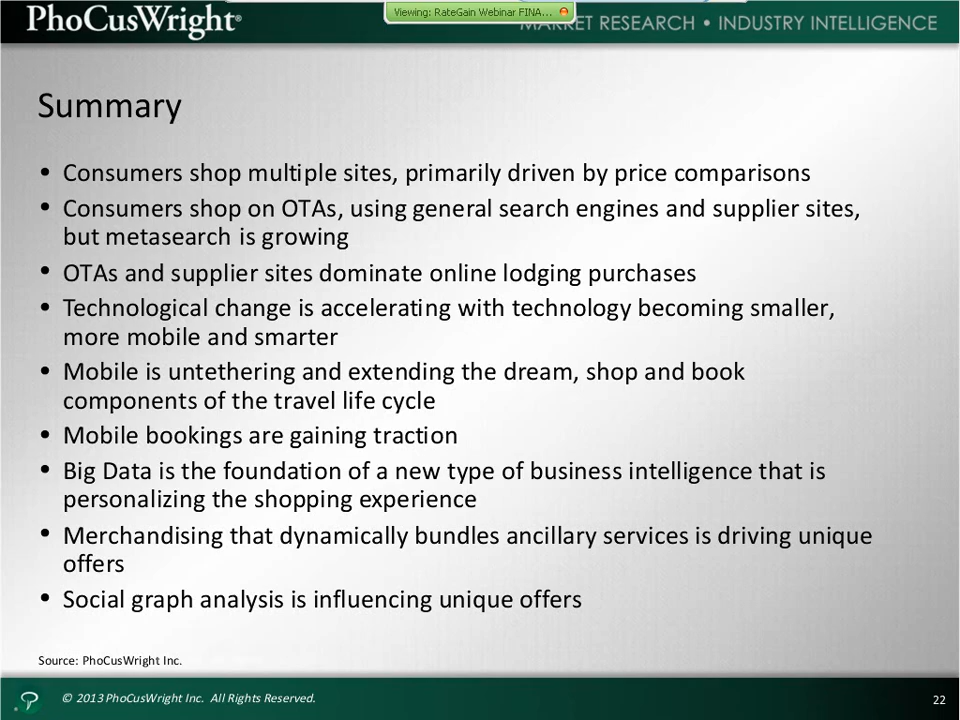 PhoCusWright®
Viewing: RateGain Webinar FINA...
MARKET RESEARCH • INDUSTRY INTELLIGENCE
Summary
• Consumers shop multiple sites, primarily driven by price comparisons
• Consumers shop on OTAs, using general search engines and supplier sites,
but metasearch is growing
• OTAs and supplier sites dominate online lodging purchases
• Technological change is accelerating with technology becoming smaller,
more mobile and smarter
• Mobile is untethering and extending the dream, shop and book
components of the travel life cycle
• Mobile bookings are gaining traction
• Big Data is the foundation of a new type of business intelligence that is
personalizing the shopping experience
• Merchandising that dynamically bundles ancillary services is driving unique
offers
• Social graph analysis is influencing unique offers
Source: PhoCusWright Inc.
© 2013 PhoCusWright Inc. All Rights Reserved.
22